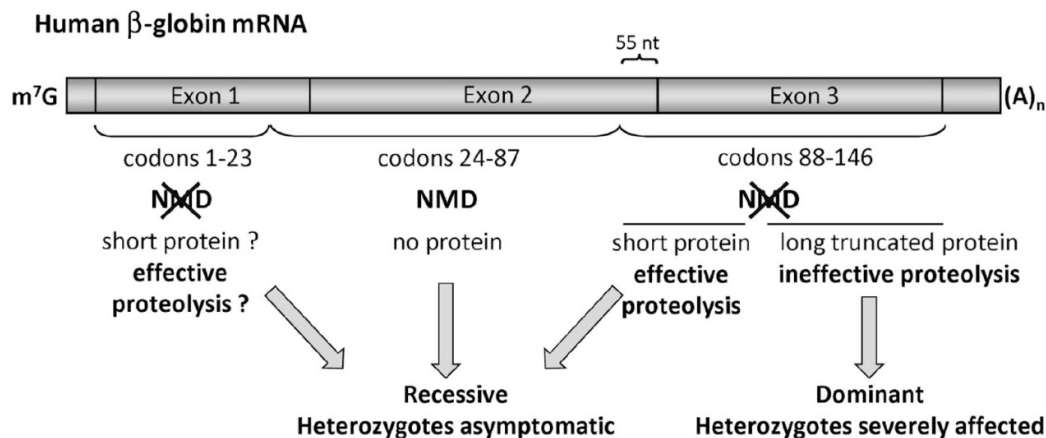 Human β-globin mRNA
55 nt
m⁷G Exon 1 Exon 2 Exon 3 (A)ₙ
codons 1-23 codons 24-87 codons 88-146
NMD NMD NMD
short protein ? no protein short protein long truncated protein
effective effective ineffective proteolysis
proteolysis ? proteolysis
Recessive Dominant
Heterozygotes asymptomatic Heterozygotes severely affected